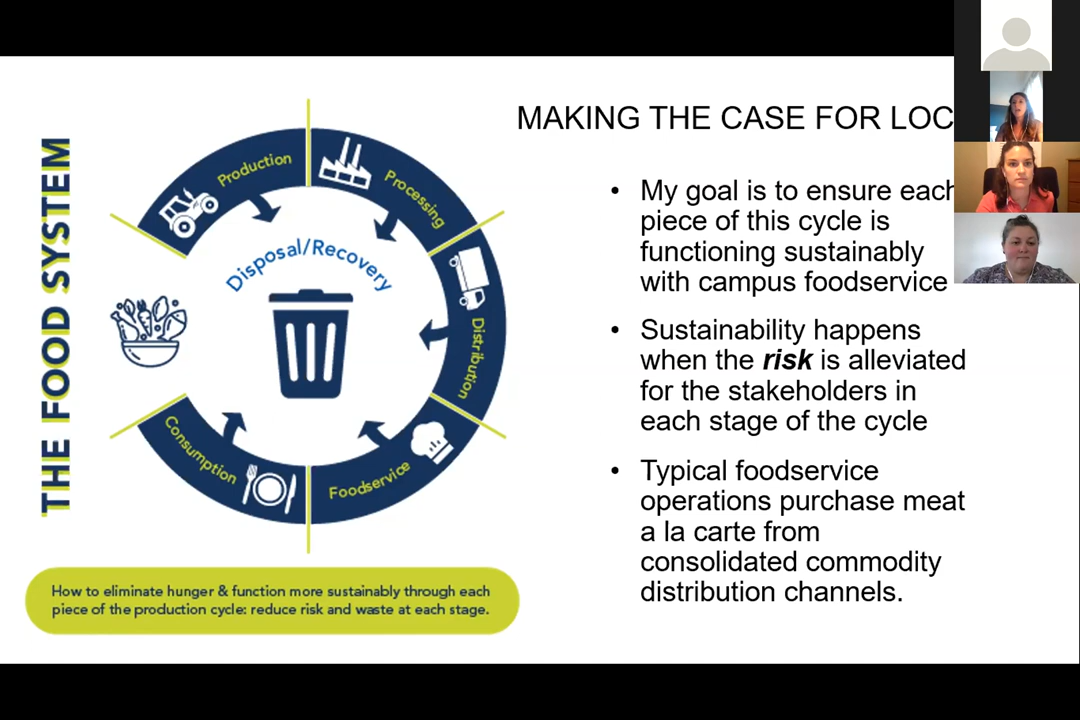 THE FOOD SYSTEM
Production
Processing
Distribution
Foodservice
Consumption
Disposal/Recovery
How to eliminate hunger & function more sustainably through each
piece of the production cycle: reduce risk and waste at each stage.
MAKING THE CASE FOR LOC
• My goal is to ensure each
piece of this cycle is
functioning sustainably
with campus foodservice
• Sustainability happens
when the risk is alleviated
for the stakeholders in
each stage of the cycle
• Typical foodservice
operations purchase meat
a la carte from
consolidated commodity
distribution channels.